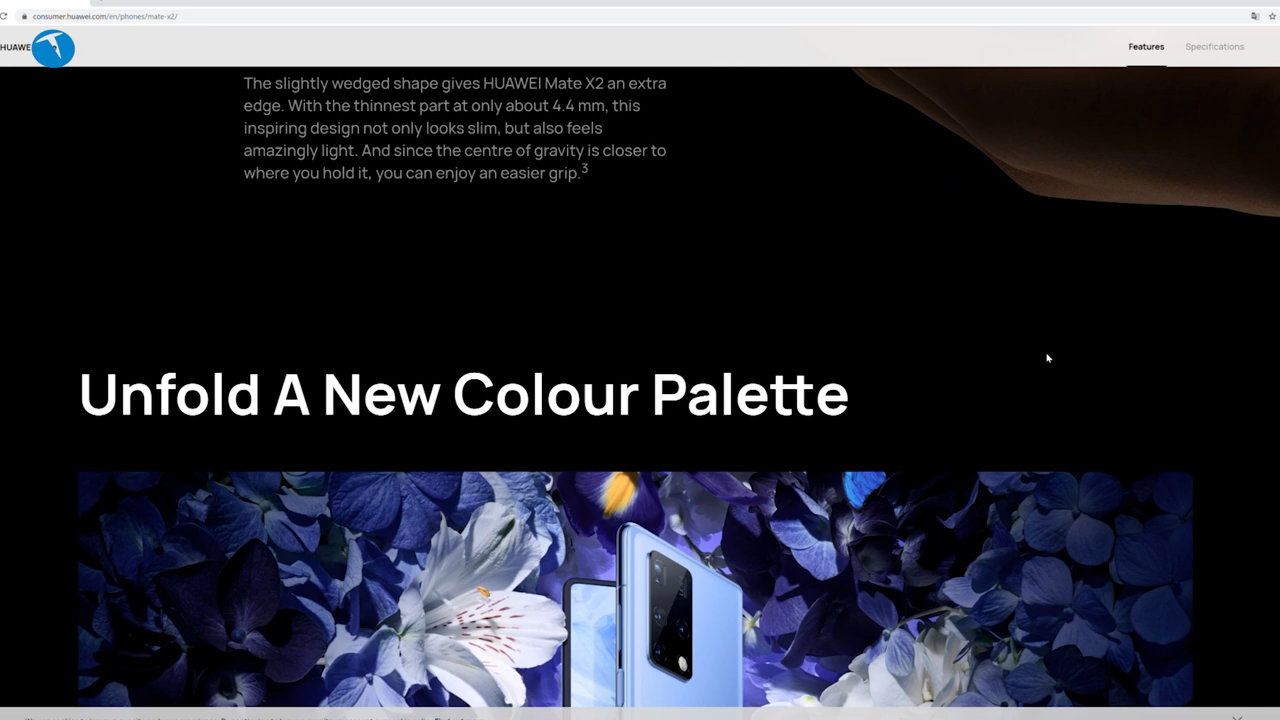 consumer.huawei.com/en/phones/mate-x2/
HUAWE
Features
Specifications
The slightly wedged shape gives HUAWEI Mate X2 an extra
edge. With the thinnest part at only about 4.4 mm, this
inspiring design not only looks slim, but also feels
amazingly light. And since the centre of gravity is closer to
where you hold it, you can enjoy an easier grip.3
Unfold A New Colour Palette